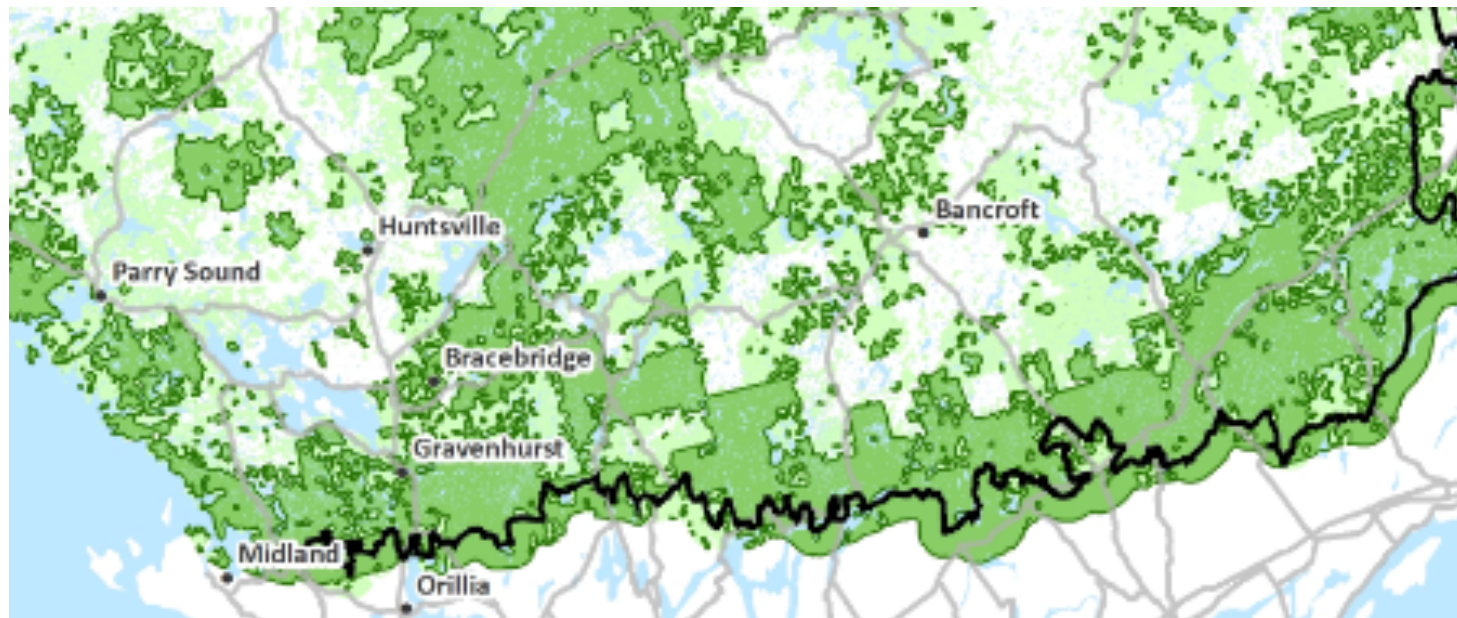 Bancroft
Huntsville
Parry Sound
Bracebridge
Gravenhurst
Midland
Orillia